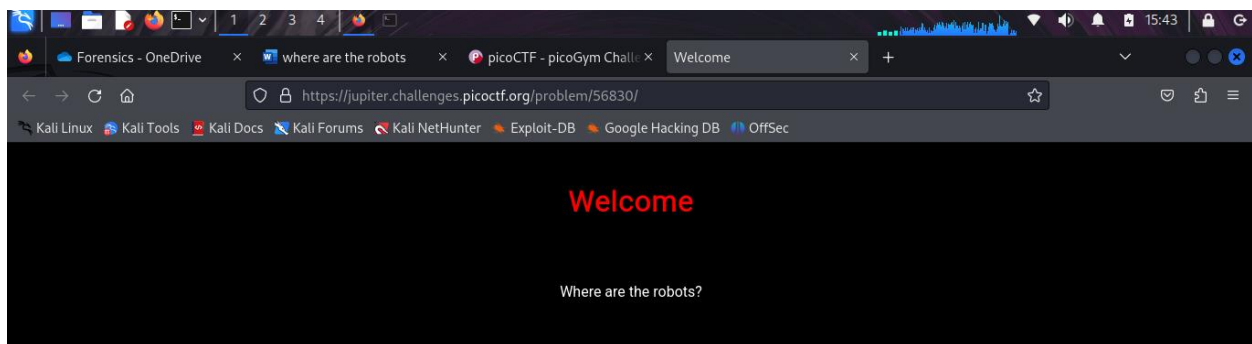 1 2 3 4 15:43
Forensics - OneDrive where are the robots picoCTF - picoGym Challe Welcome
https://jupiter.challenges.picoctf.org/problem/56830/
Kali Linux Kali Tools Kali Docs Kali Forums Kali NetHunter Exploit-DB Google Hacking DB OffSec
Welcome
Where are the robots?